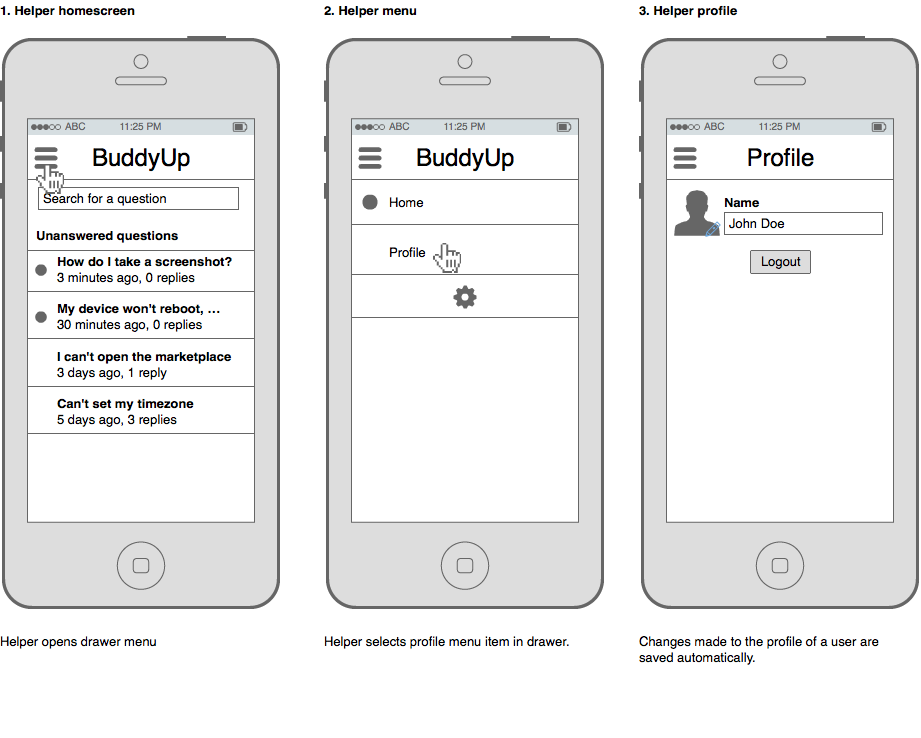 1. Helper homescreen
ABC 11:25 PM
BuddyUp
Search for a question
Unanswered questions
How do I take a screenshot?
3 minutes ago, 0 replies
My device won't reboot, ...
30 minutes ago, 0 replies
I can't open the marketplace
3 days ago, 1 reply
Can't set my timezone
5 days ago, 3 replies
Helper opens drawer menu
2. Helper menu
ABC 11:25 PM
BuddyUp
Home
Profile
Helper selects profile menu item in drawer.
3. Helper profile
ABC 11:25 PM
Profile
Name
John Doe
Logout
Changes made to the profile of a user are
saved automatically.